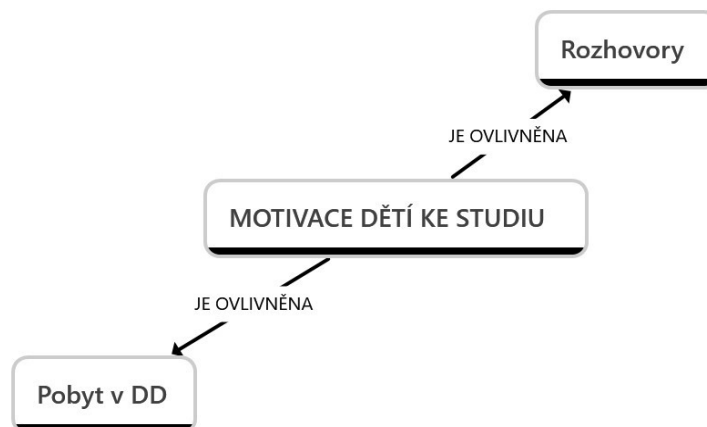 Rozhovory
JE OVLIVNĚNA
MOTIVACE DĚTÍ KE STUDIU
JE OVLIVNĚNA
Pobyt v DD